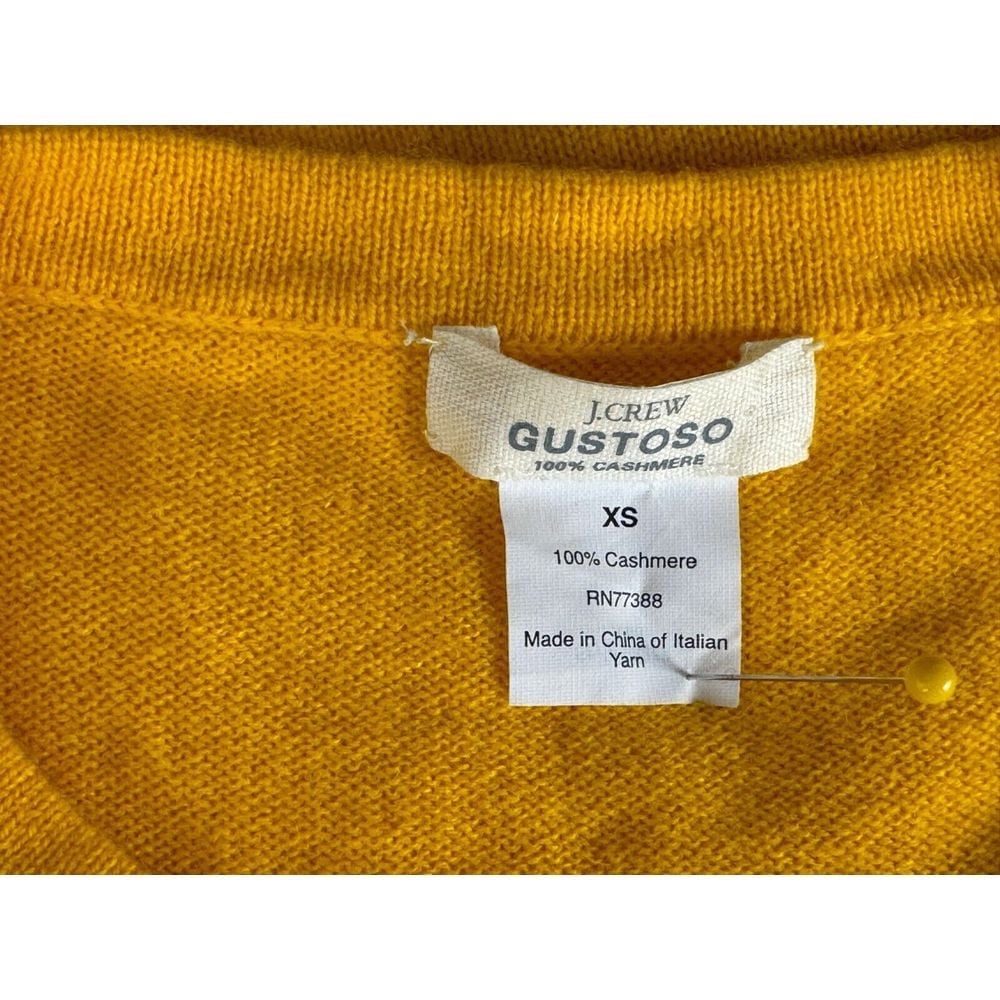 J.CREW
GUSTOSO
100% CASHMERE
XS
100% Cashmere
RN77388
Made in China of Italian
Yarn